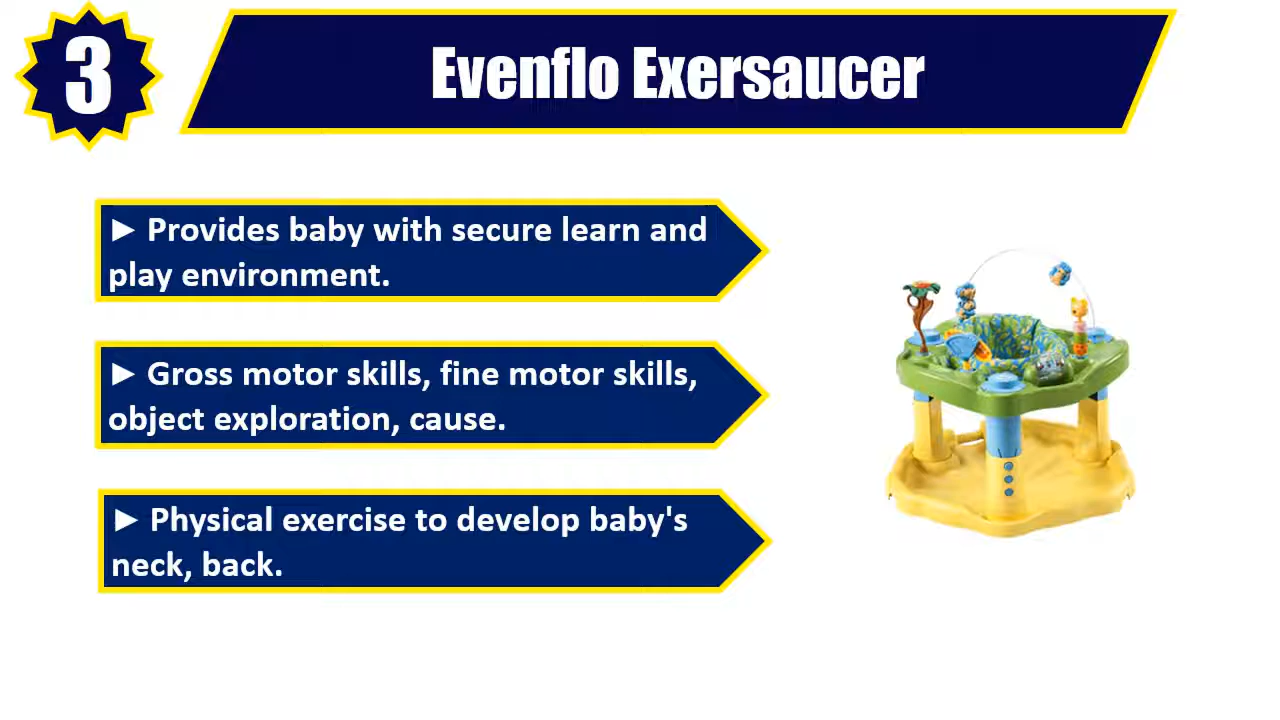 3
Evenflo Exersaucer
► Provides baby with secure learn and
play environment.
► Gross motor skills, fine motor skills,
object exploration, cause.
► Physical exercise to develop baby's
neck, back.